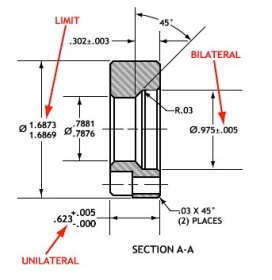 LIMIT
45°
.302±.003
BILATERAL
Ø 1.6873
1.6869
Ø .7881
.7876
R.03
Ø.975±.005
.623 +.005
-.000
.03 X 45°
(2) PLACES
UNILATERAL
SECTION A-A